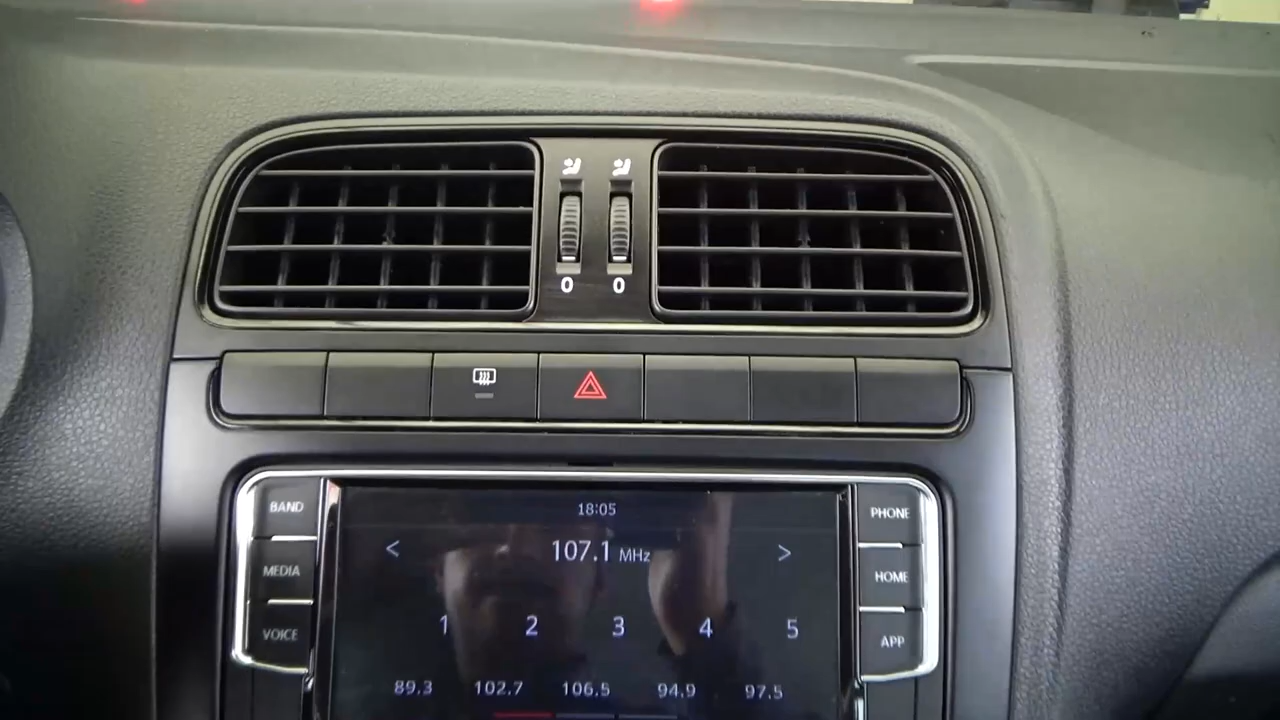 0 0
BAND
MEDIA
VOICE
18:05
< 107.1 MHz >
1 2 3 4 5
89.3 102.7 106.5 94.9 97.5
PHONE
HOME
APP